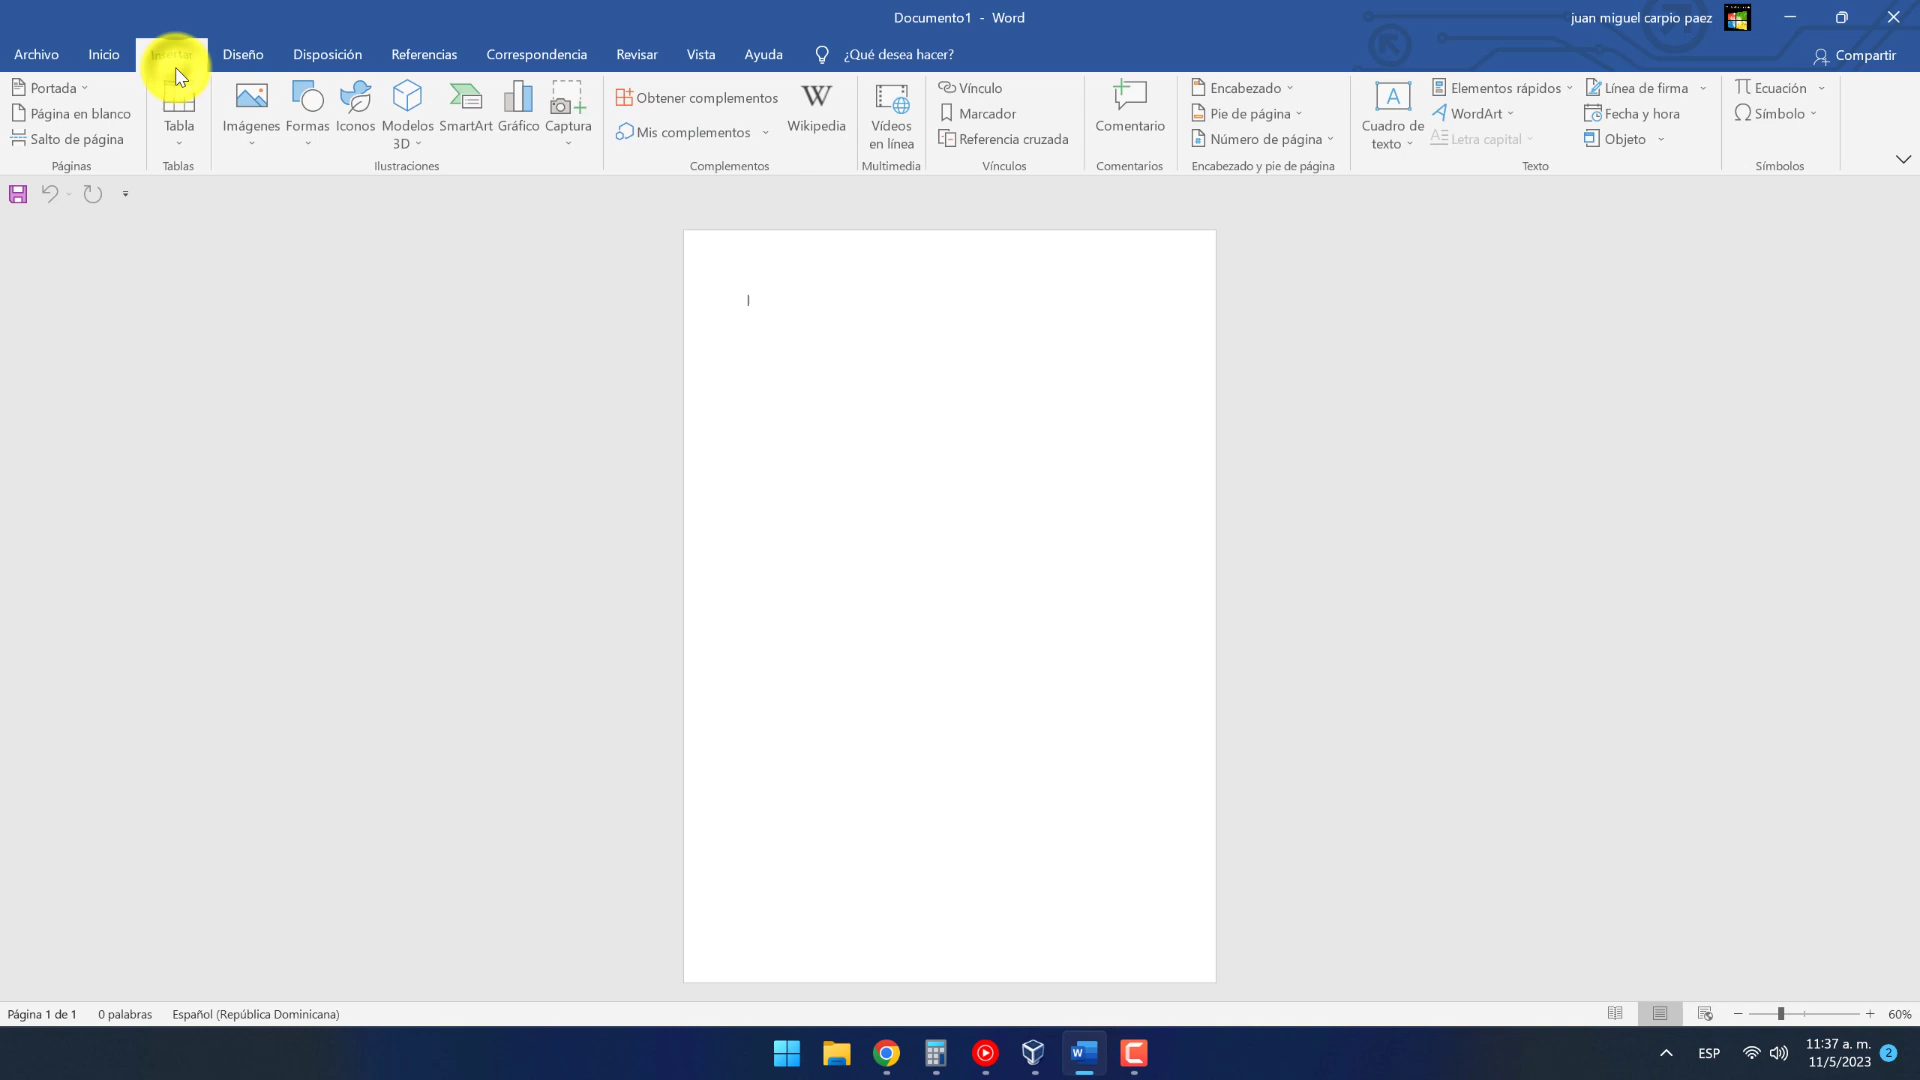 Documento1 - Word
juan miguel carpio paez
Archivo Inicio Insertar Diseño Disposición Referencias Correspondencia Revisar Vista Ayuda ¿Qué desea hacer? Compartir
Portada
Página en blanco
Salto de página
Páginas
Tabla
Tablas
Imágenes
Formas
Iconos
Modelos
3D
SmartArt
Gráfico
Captura
Ilustraciones
Obtener complementos
Mis complementos
W
Wikipedia
Complementos
Vídeos
en línea
Multimedia
Vínculo
Marcador
Referencia cruzada
Vínculos
Comentario
Comentarios
Encabezado
Pie de página
Número de página
Encabezado y pie de página
Cuadro de
texto
Elementos rápidos
WordArt
Letra capital
Línea de firma
Fecha y hora
Objeto
Texto
Ecuación
Símbolo
Símbolos
Página 1 de 1 0 palabras Español (República Dominicana)
60%
ESP
11:37 a. m.
11/5/2023
2